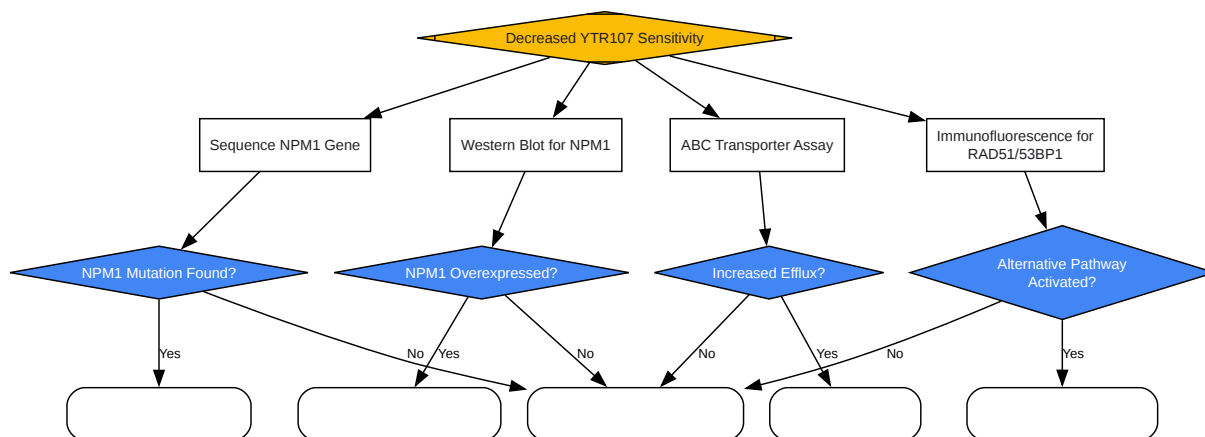 Decreased YTR107 Sensitivity
Sequence NPM1 Gene
Western Blot for NPM1
ABC Transporter Assay
Immunofluorescence for
RAD51/53BP1
NPM1 Mutation Found?
NPM1 Overexpressed?
Increased Efflux?
Alternative Pathway
Activated?
Yes
No
Yes
No
No
Yes
No
Yes